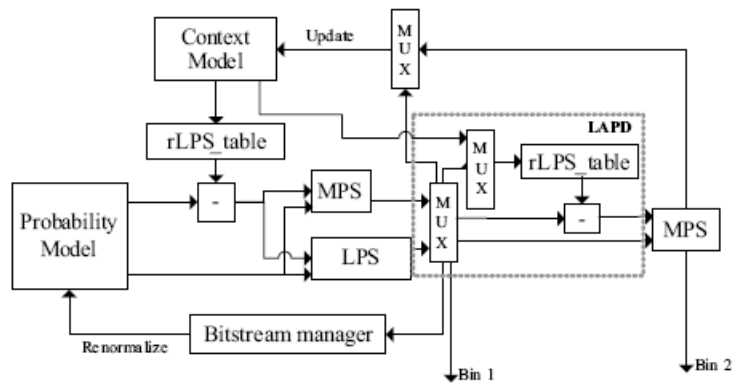 Context
Model
Update
M
U
X
LAPD
rLPS_table
M
U
X
rLPS_table
-
MPS
Probability
Model
M
U
X
-
MPS
LPS
Bitstream manager
Renormalize
Bin 1
Bin 2